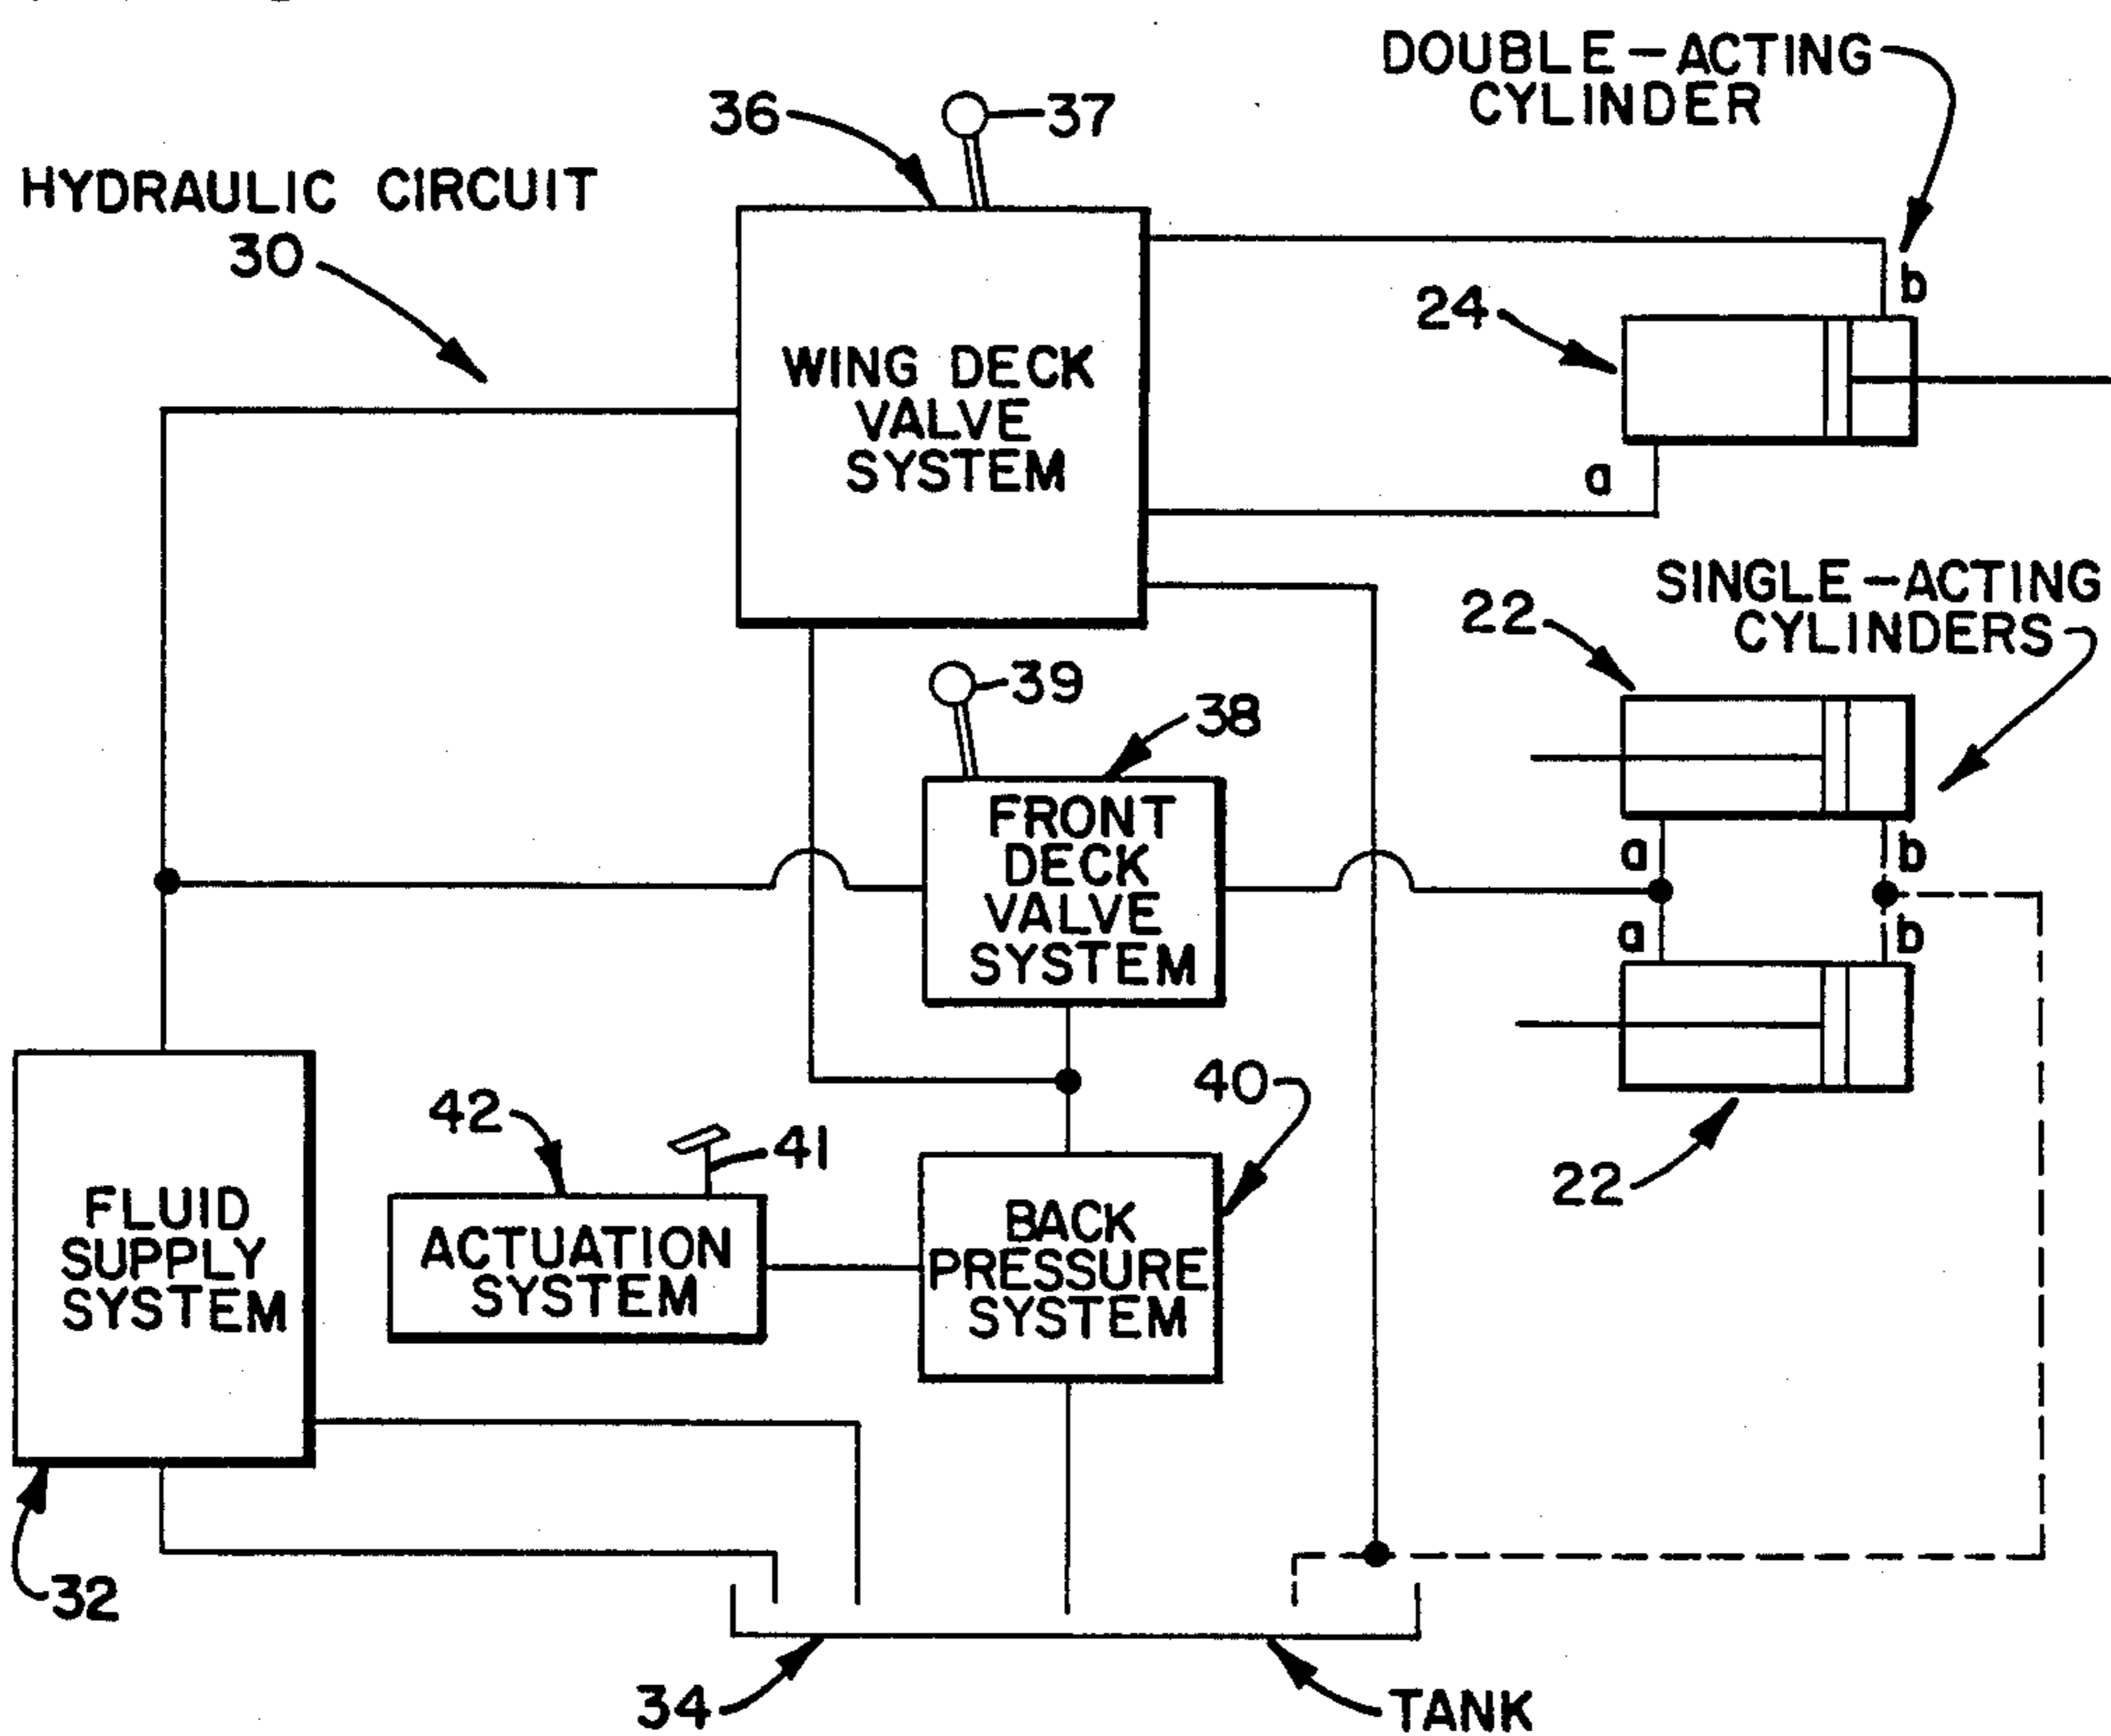 DOUBLE-ACTING
CYLINDER
36
37
HYDRAULIC CIRCUIT
30
b
24
WING DECK
VALVE
SYSTEM
a
SINGLE-ACTING
CYLINDERS
22
39
38
FRONT
DECK
VALVE
SYSTEM
a
b
a
b
40
42
41
22
FLUID
SUPPLY
SYSTEM
ACTUATION
SYSTEM
BACK
PRESSURE
SYSTEM
32
34
TANK